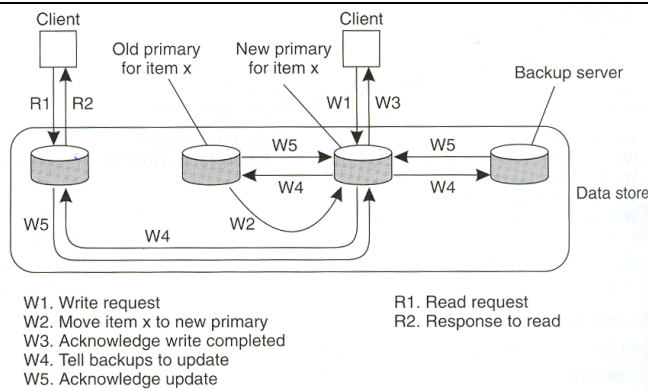 Client
Client
Old primary
for item x
New primary
for item x
Backup server
R1
R2
W1
W3
W5
W5
W4
W4
Data store
W5
W2
W4
W1. Write request
W2. Move item x to new primary
W3. Acknowledge write completed
W4. Tell backups to update
W5. Acknowledge update
R1. Read request
R2. Response to read